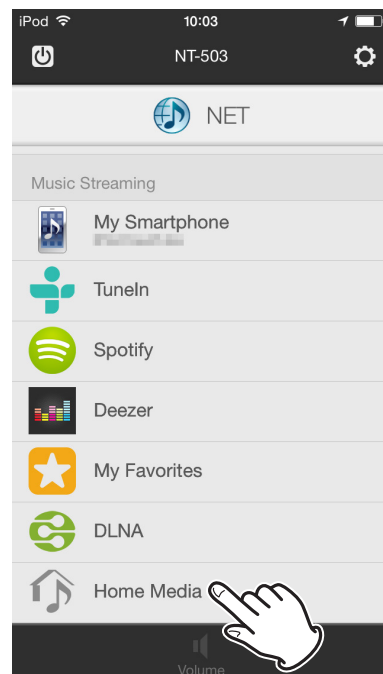 iPod 10:03
NT-503
NET
Music Streaming
My Smartphone
TuneIn
Spotify
Deezer
My Favorites
DLNA
Home Media
Volume